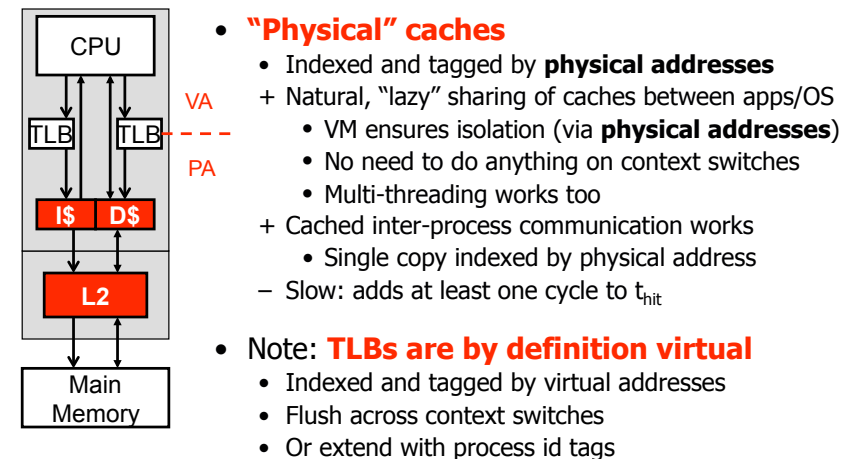 CPU
VA
TLB
TLB
PA
I$
D$
L2
Main
Memory
• “Physical” caches
• Indexed and tagged by physical addresses
+ Natural, “lazy” sharing of caches between apps/OS
• VM ensures isolation (via physical addresses)
• No need to do anything on context switches
• Multi-threading works too
+ Cached inter-process communication works
• Single copy indexed by physical address
– Slow: adds at least one cycle to thit
• Note: TLBs are by definition virtual
• Indexed and tagged by virtual addresses
• Flush across context switches
• Or extend with process id tags